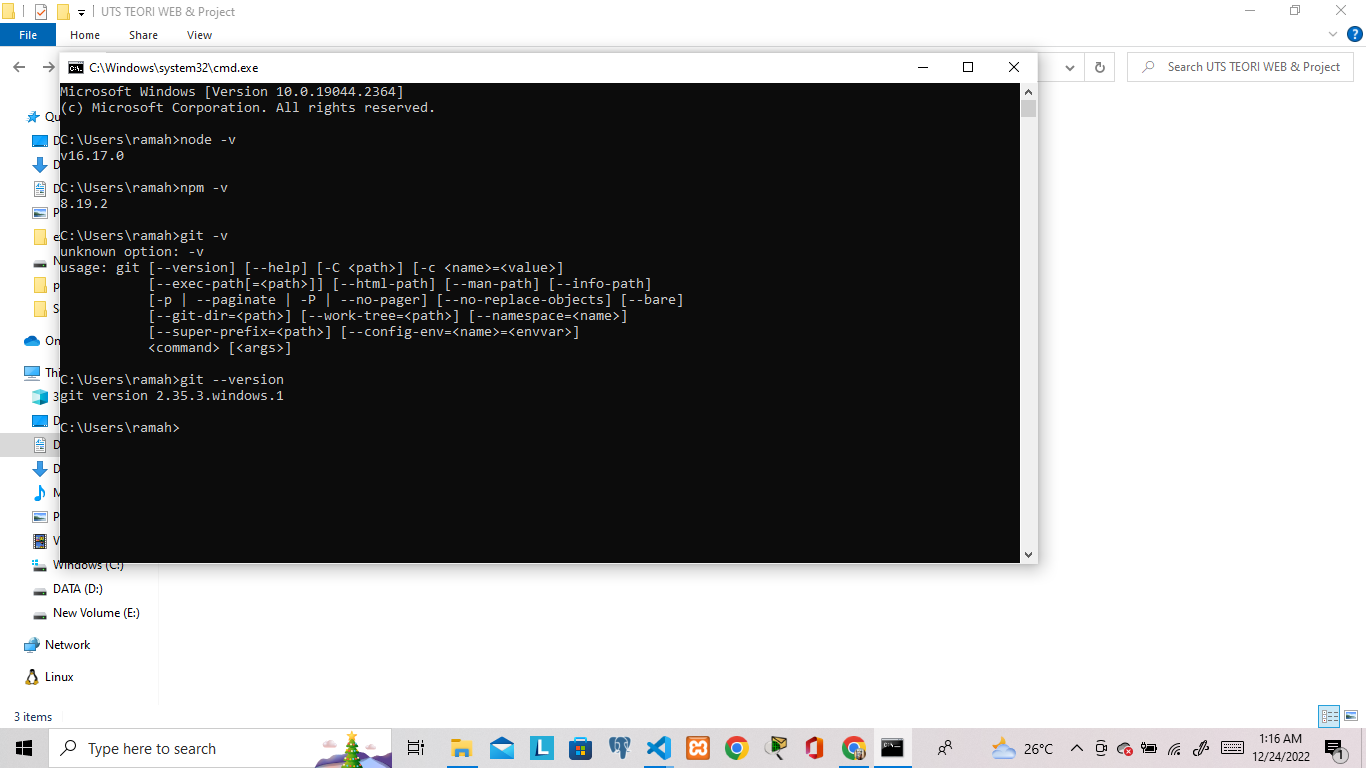 UTS TEORI WEB & Project
File Home Share View
Search UTS TEORI WEB & Project
C:\Windows\system32\cmd.exe
Microsoft Windows [Version 10.0.19044.2364]
(c) Microsoft Corporation. All rights reserved.
C:\Users\ramah>node -v
v16.17.0
C:\Users\ramah>npm -v
8.19.2
C:\Users\ramah>git -v
unknown option: -v
usage: git [--version] [--help] [-C <path>] [-c <name>=<value>]
[--exec-path[=<path>]] [--html-path] [--man-path] [--info-path]
[-p | --paginate | -P | --no-pager] [--no-replace-objects] [--bare]
[--git-dir=<path>] [--work-tree=<path>] [--namespace=<name>]
[--super-prefix=<path>] [--config-env=<name>=<envvar>]
<command> [<args>]
C:\Users\ramah>git --version
git version 2.35.3.windows.1
C:\Users\ramah>
Windows (C:)
DATA (D:)
New Volume (E:)
Network
Linux
3 items
Type here to search
26°C
1:16 AM
12/24/2022
1